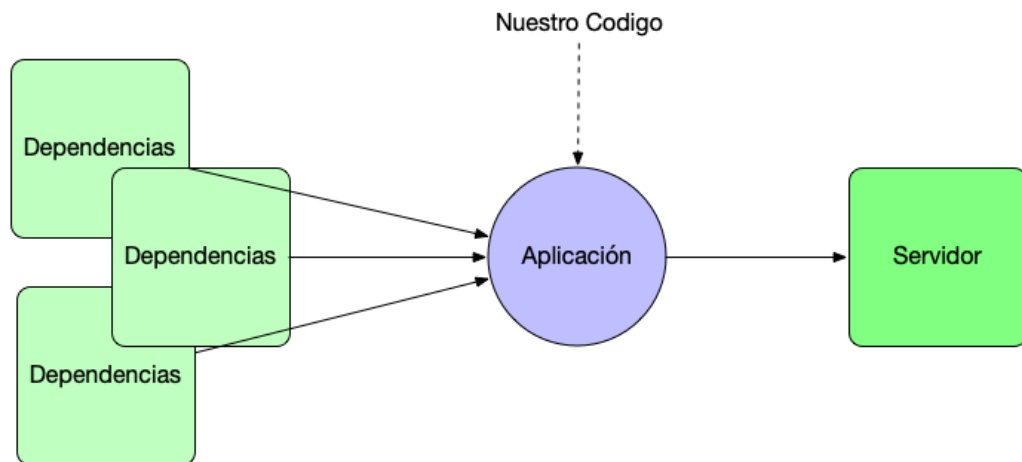 Nuestro Codigo
Dependencias
Dependencias
Dependencias
Aplicación
Servidor